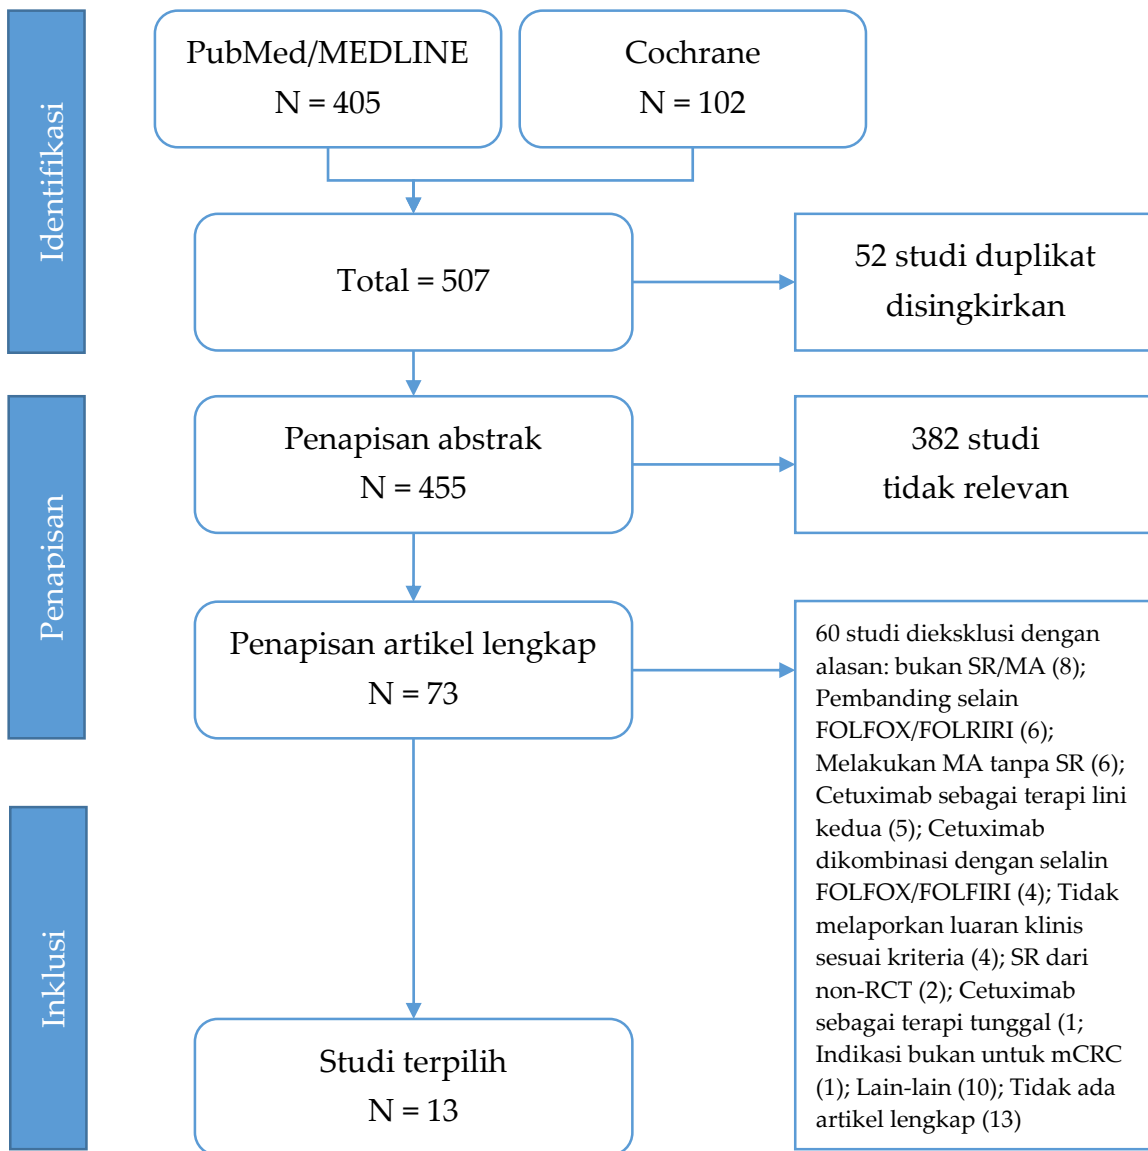 Identifikasi
PubMed/MEDLINE
N = 405
Cochrane
N = 102
Total = 507
52 studi duplikat
disingkirkan
Penapisan
Penapisan abstrak
N = 455
382 studi
tidak relevan
Penapisan artikel lengkap
N = 73
60 studi dieksklusi dengan
alasan: bukan SR/MA (8);
Pembanding selain
FOLFOX/FOLRIRI (6);
Melakukan MA tanpa SR (6);
Cetuximab sebagai terapi lini
kedua (5); Cetuximab
dikombinasi dengan selalin
FOLFOX/FOLFIRI (4); Tidak
melaporkan luaran klinis
sesuai kriteria (4); SR dari
non-RCT (2); Cetuximab
sebagai terapi tunggal (1;
Indikasi bukan untuk mCRC
(1); Lain-lain (10); Tidak ada
artikel lengkap (13)
Inklusi
Studi terpilih
N = 13